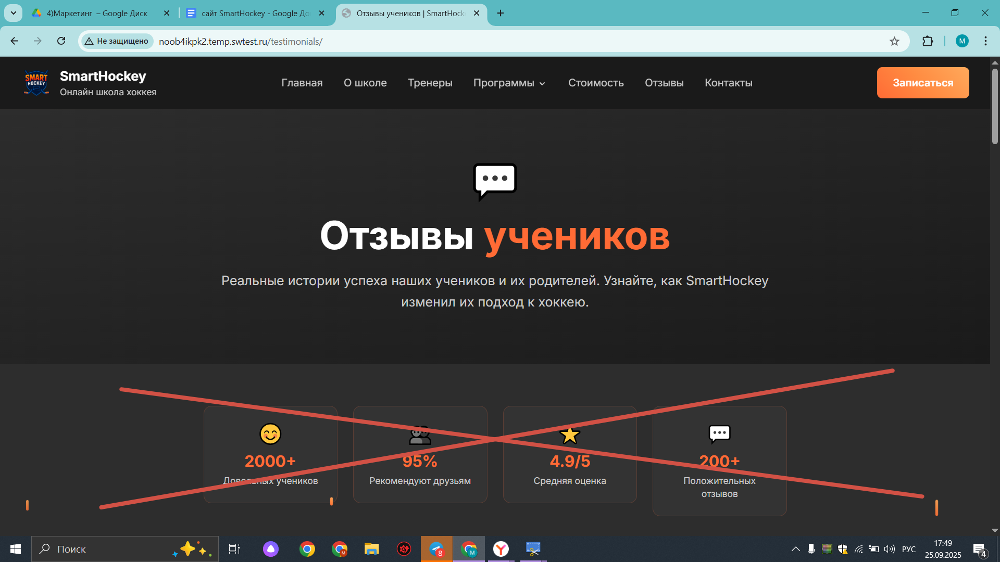 4)Маркетинг – Google Диск
сайт SmartHockey - Google До
Отзывы учеников | SmartHock
Не защищено
noob4ikpk2.temp.swtest.ru/testimonials/
M
SMART
HOCKEY
SmartHockey
Онлайн школа хоккея
Главная
О школе
Тренеры
Программы
Стоимость
Отзывы
Контакты
Записаться
Отзывы учеников
Реальные истории успеха наших учеников и их родителей. Узнайте, как SmartHockey
изменил их подход к хоккею.
2000+
Довольных учеников
95%
Рекомендуют друзьям
4.9/5
Средняя оценка
200+
Положительных
отзывов
Поиск
M
8
M
РУС
17:49
25.09.2025
4